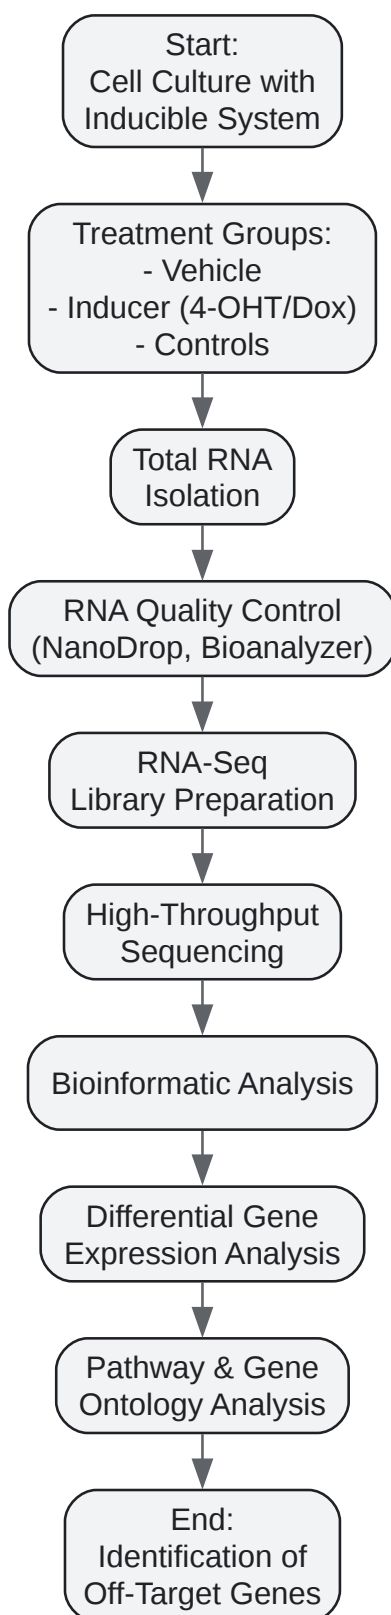 Start:
Cell Culture with
Inducible System
Treatment Groups:
- Vehicle
- Inducer (4-OHT/Dox)
- Controls
Total RNA
Isolation
RNA Quality Control
(NanoDrop, Bioanalyzer)
RNA-Seq
Library Preparation
High-Throughput
Sequencing
Bioinformatic Analysis
Differential Gene
Expression Analysis
Pathway & Gene
Ontology Analysis
End:
Identification of
Off-Target Genes